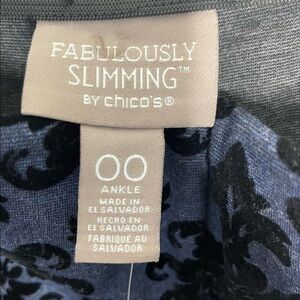 FABULOUSLY
SLIMMING™
BY chico's®
00
ANKLE
MADE IN
EL SALVADOR
HECHO EN
EL SALVADOR
FABRIQUÉ AU
SALVADOR